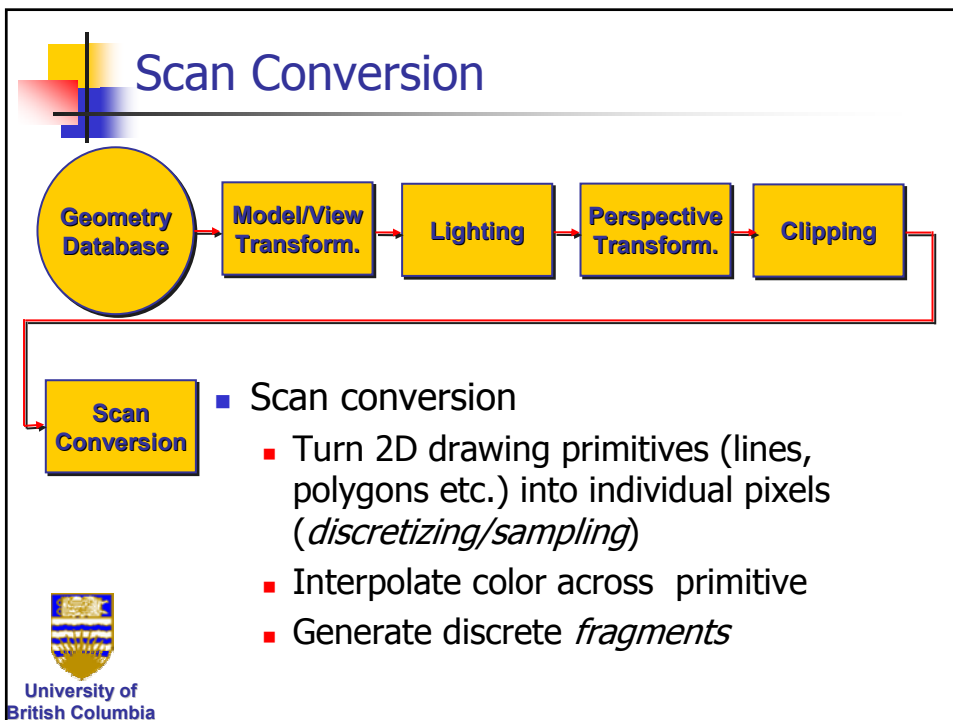 Scan Conversion
Geometry
Database
Model/View
Transform.
Lighting
Perspective
Transform.
Clipping
Scan
Conversion
Scan conversion
Turn 2D drawing primitives (lines,
polygons etc.) into individual pixels
(discretizing/sampling)
Interpolate color across primitive
Generate discrete fragments
University of
British Columbia